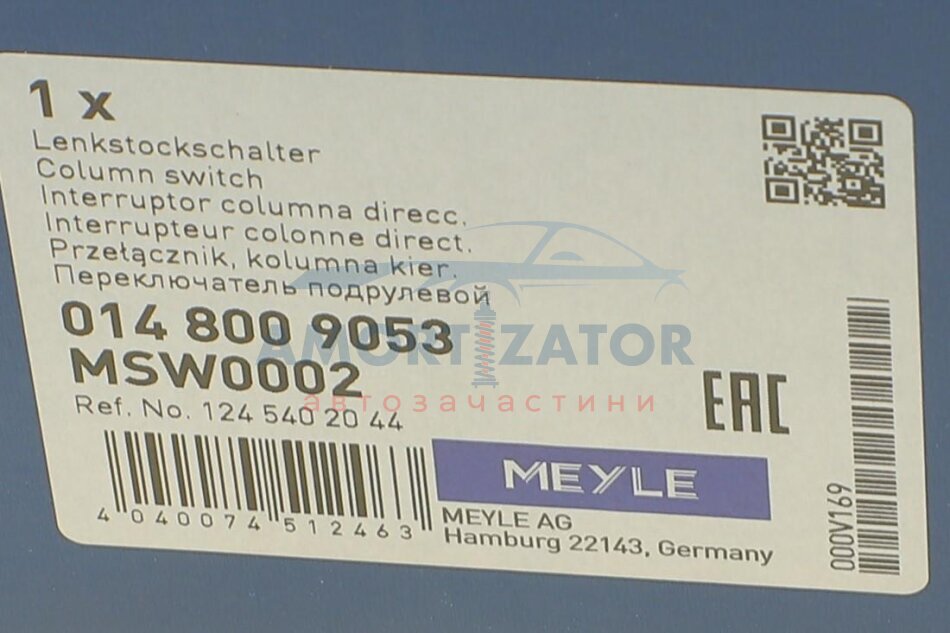 1 x
Lenkstockschalter
Column switch
Interruptor columna direcc.
Interrupteur colonne direct.
Przełącznik, kolumna kier.
Переключатель подрулевой
014 800 9053
MSW0002
Ref. No. 124 540 20 44
AMORTIZATOR
автозачастини
EAC
4 040074 512463
MEYLE
MEYLE AG
Hamburg 22143, Germany
000V169